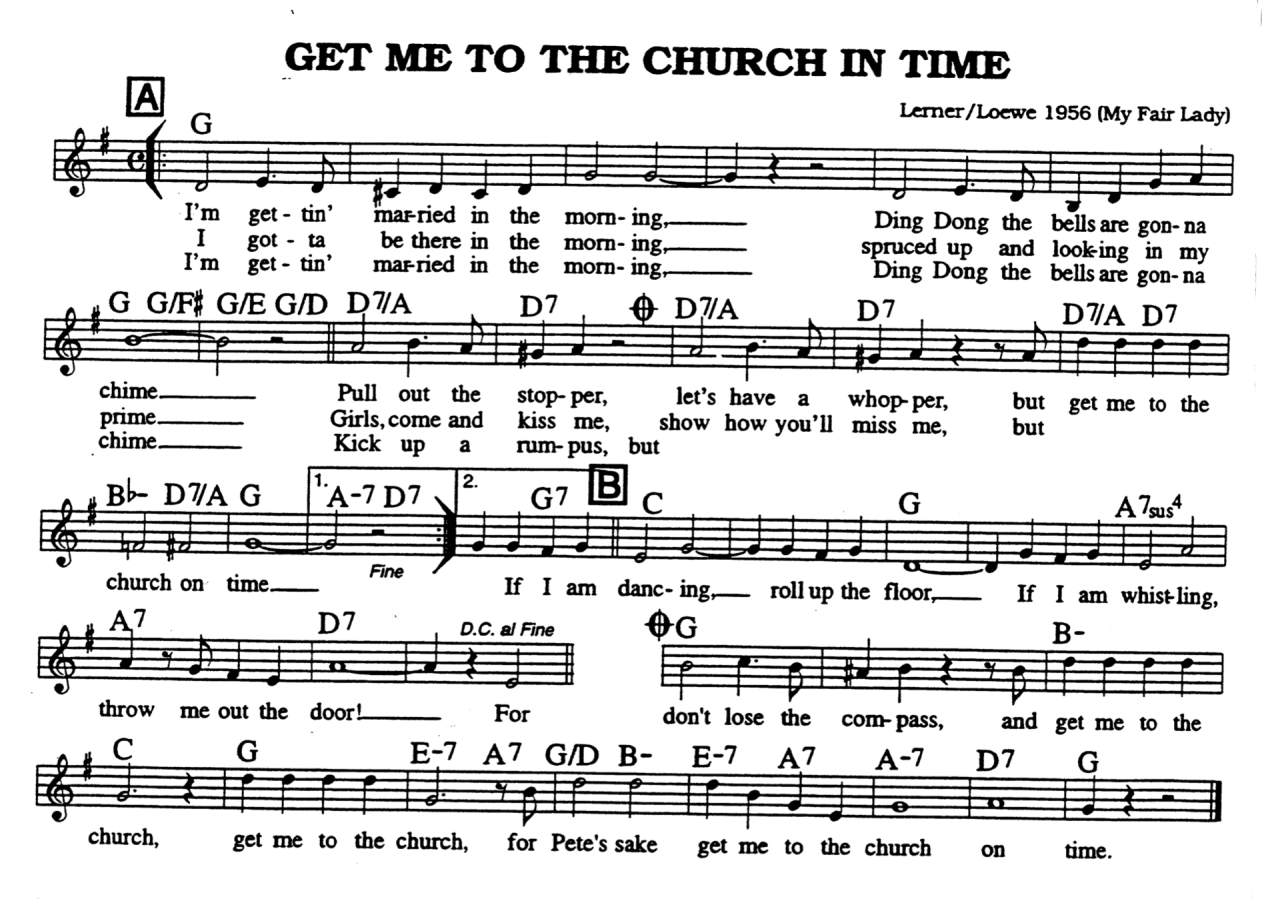 GET ME TO THE CHURCH IN TIME
A
Lerner/Loewe 1956 (My Fair Lady)
G
I'm get - tin' mar-ried in the morn- ing, Ding Dong the bells are gon- na
I got - ta be there in the morn- ing, spruced up and look-ing in my
I'm get - tin' mar-ried in the morn- ing, Ding Dong the bells are gon- na
G G/F# G/E G/D D7/A D7 D7/A D7 D7/A D7
chime Pull out the stop- per, let's have a whop- per, but get me to the
prime Girls, come and kiss me, show how you'll miss me, but
chime Kick up a rum- pus, but
Bb- D7/A G 1. A-7 D7 2. G7 B C G A7sus4
Fine
church on time. If I am danc- ing, roll up the floor, If I am whist-ling,
A7 D7 D.C. al Fine G B-
throw me out the door! For don't lose the com- pass, and get me to the
C G E-7 A7 G/D B- E-7 A7 A-7 D7 G
church, get me to the church, for Pete's sake get me to the church on time.